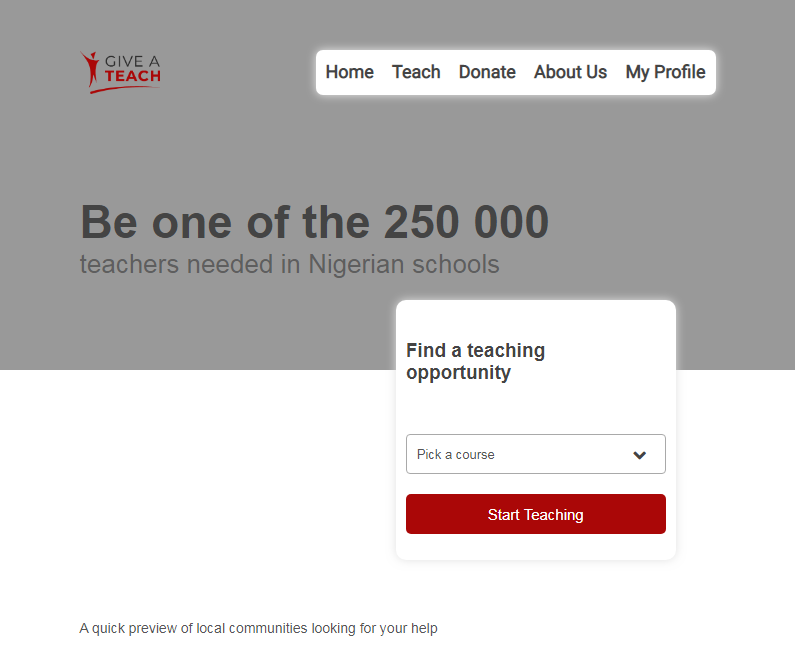 GIVE A
TEACH
Home Teach Donate About Us My Profile
Be one of the 250 000
teachers needed in Nigerian schools
Find a teaching
opportunity
Pick a course
Start Teaching
A quick preview of local communities looking for your help